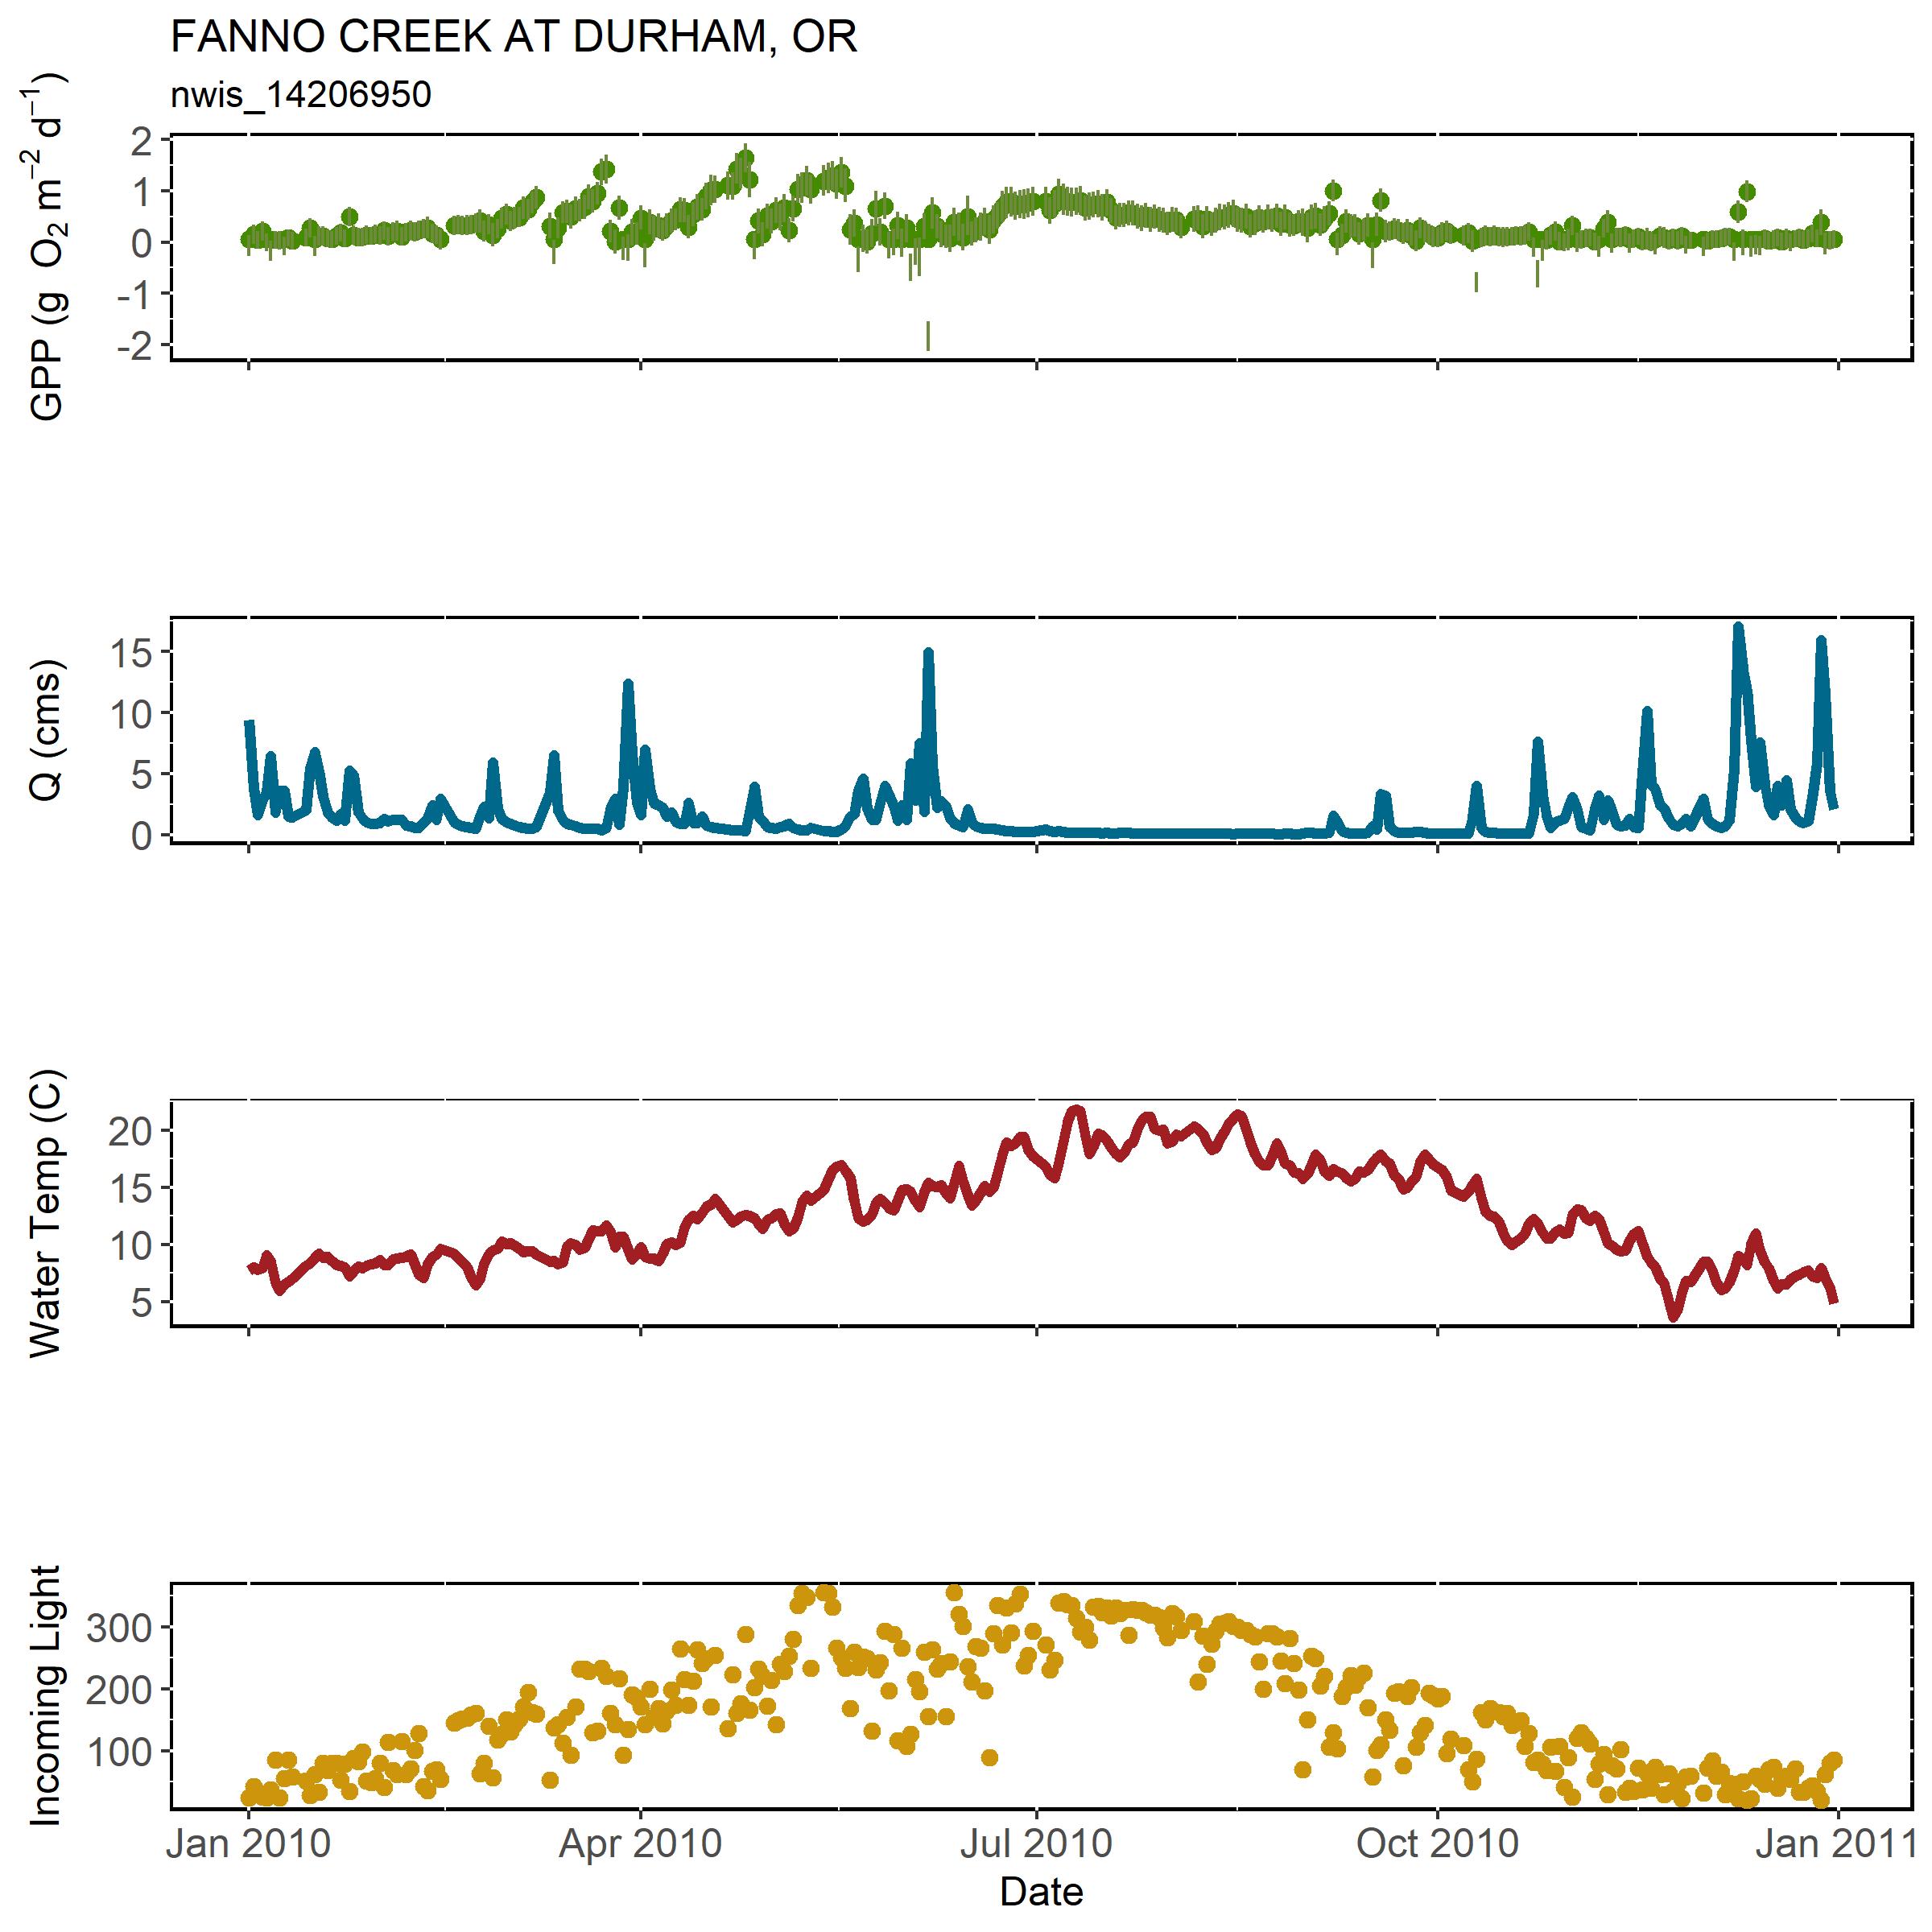 FANNO CREEK AT DURHAM, OR
nwis_14206950
GPP (g O₂ m⁻² d⁻¹)
2
1
0
-1
-2
Q (cms)
15
10
5
0
Water Temp (C)
20
15
10
5
Incoming Light
300
200
100
Jan 2010 Apr 2010 Jul 2010 Oct 2010 Jan 2011
Date